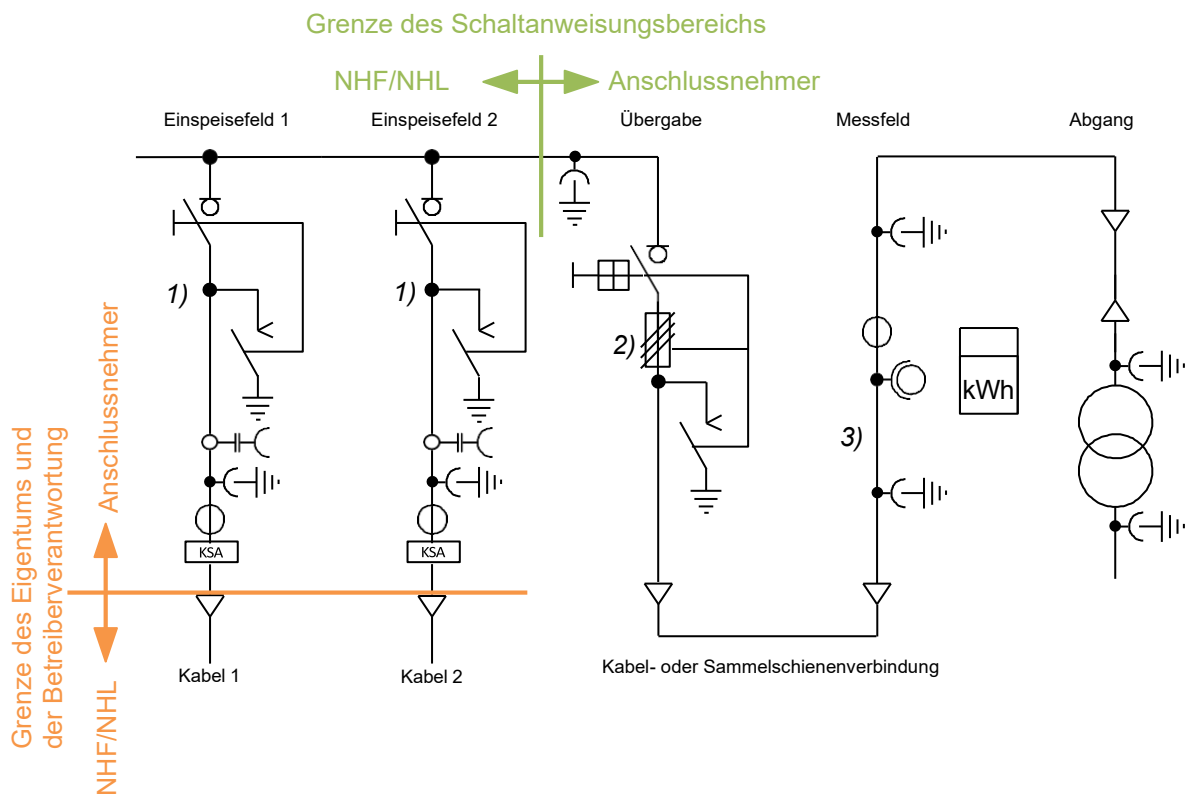 Grenze des Schaltanweisungsbereichs
NHF/NHL
Anschlussnehmer
Einspeisefeld 1
Einspeisefeld 2
Übergabe
Messfeld
Abgang
1)
1)
2)
kWh
3)
KSA
KSA
Kabel 1
Kabel 2
Kabel- oder Sammelschienenverbindung
Grenze des Eigentums und
der Betreiberverantwortung
Anschlussnehmer
NHF/NHL